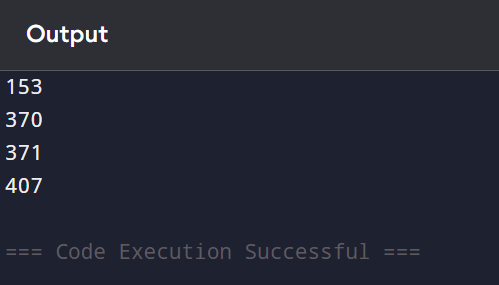 Output
153
370
371
407
=== Code Execution Successful ===